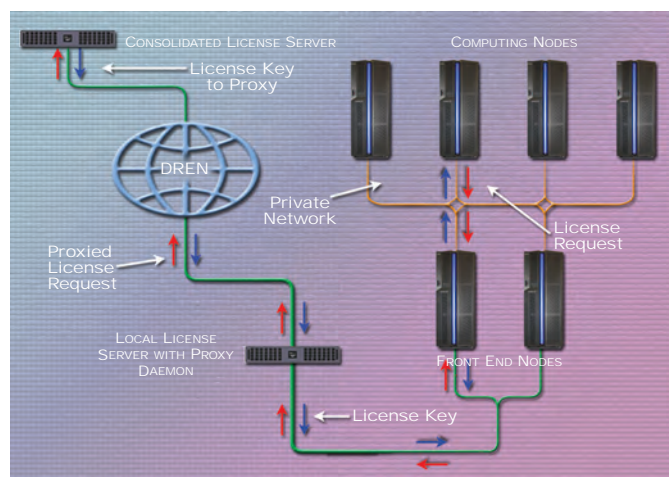 CONSOLIDATED LICENSE SERVER
COMPUTING NODES
License Key
to Proxy
DREN
Private
Network
License
Request
Proxied
License
Request
LOCAL LICENSE
SERVER WITH PROXY
DAEMON
FRONT END NODES
License Key